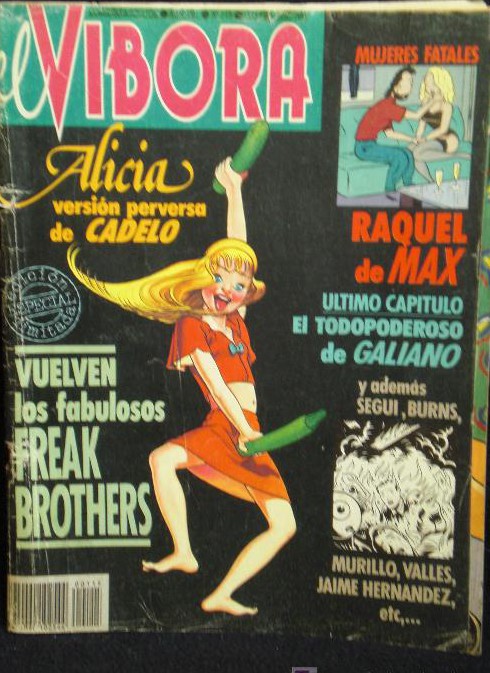 el VIBORA
MUJERES FATALES
Alicia
versión perversa
de CADELO
RAQUEL
de MAX
ULTIMO CAPITULO
El TODOPODEROSO
de GALIANO
ESPECIAL
limitada
VUELVEN
los fabulosos
FREAK
BROTHERS
y además
SEGUI, BURNS,
MURILLO, VALLES,
JAIME HERNANDEZ,
etc,...